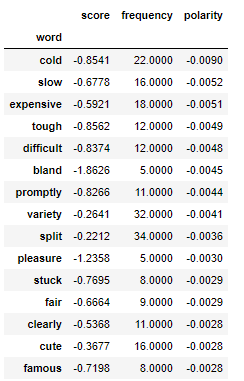 score frequency polarity
word
cold -0.8541 22.0000 -0.0090
slow -0.6778 16.0000 -0.0052
expensive -0.5921 18.0000 -0.0051
tough -0.8562 12.0000 -0.0049
difficult -0.8374 12.0000 -0.0048
bland -1.8626 5.0000 -0.0045
promptly -0.8266 11.0000 -0.0044
variety -0.2641 32.0000 -0.0041
split -0.2212 34.0000 -0.0036
pleasure -1.2358 5.0000 -0.0030
stuck -0.7695 8.0000 -0.0029
fair -0.6664 9.0000 -0.0029
clearly -0.5368 11.0000 -0.0028
cute -0.3677 16.0000 -0.0028
famous -0.7198 8.0000 -0.0028